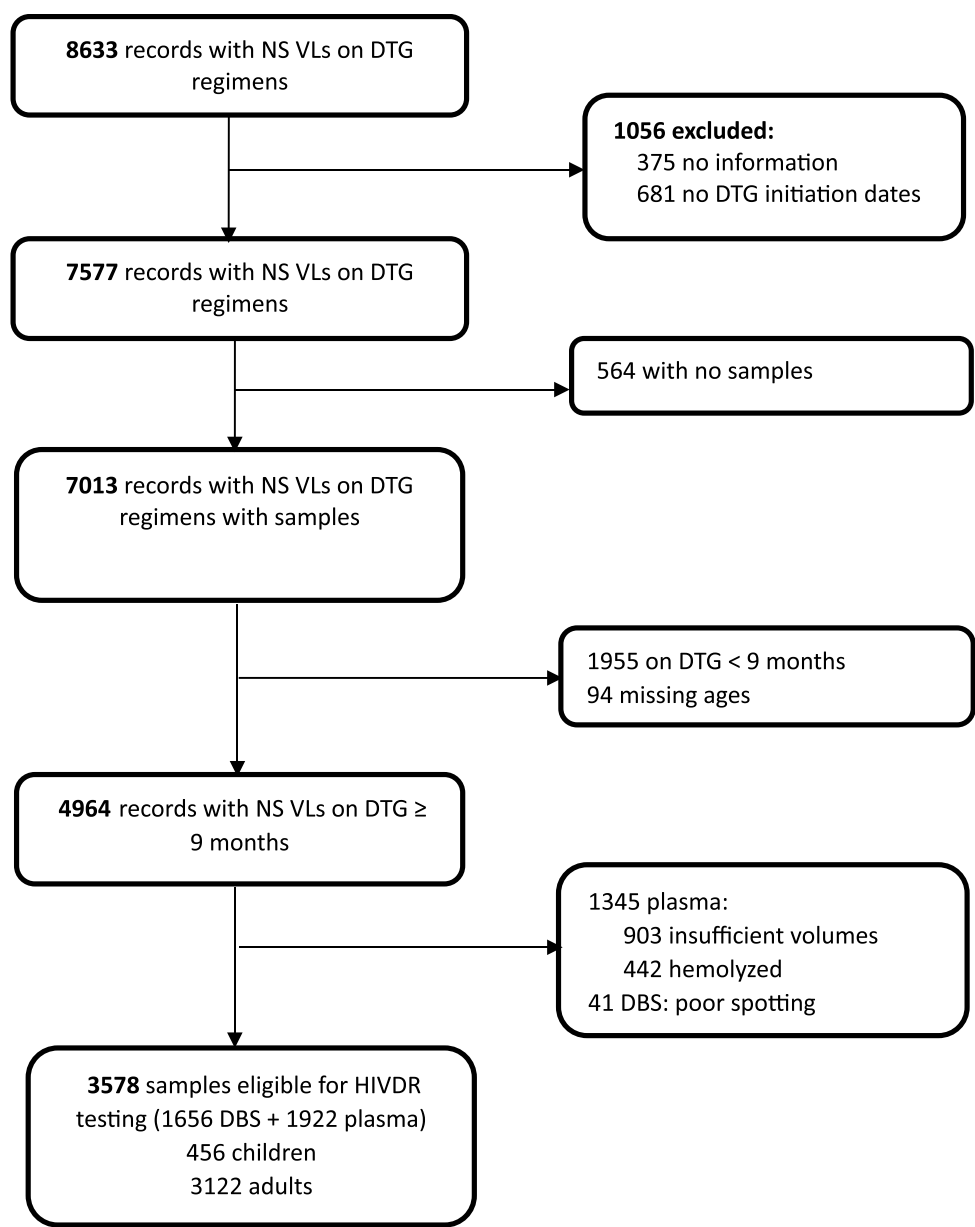 8633 records with NS VLs on DTG
regimens
1056 excluded:
375 no information
681 no DTG initiation dates
7577 records with NS VLs on DTG
regimens
564 with no samples
7013 records with NS VLs on DTG
regimens with samples
1955 on DTG < 9 months
94 missing ages
4964 records with NS VLs on DTG ≥
9 months
1345 plasma:
903 insufficient volumes
442 hemolyzed
41 DBS: poor spotting
3578 samples eligible for HIVDR
testing (1656 DBS + 1922 plasma)
456 children
3122 adults